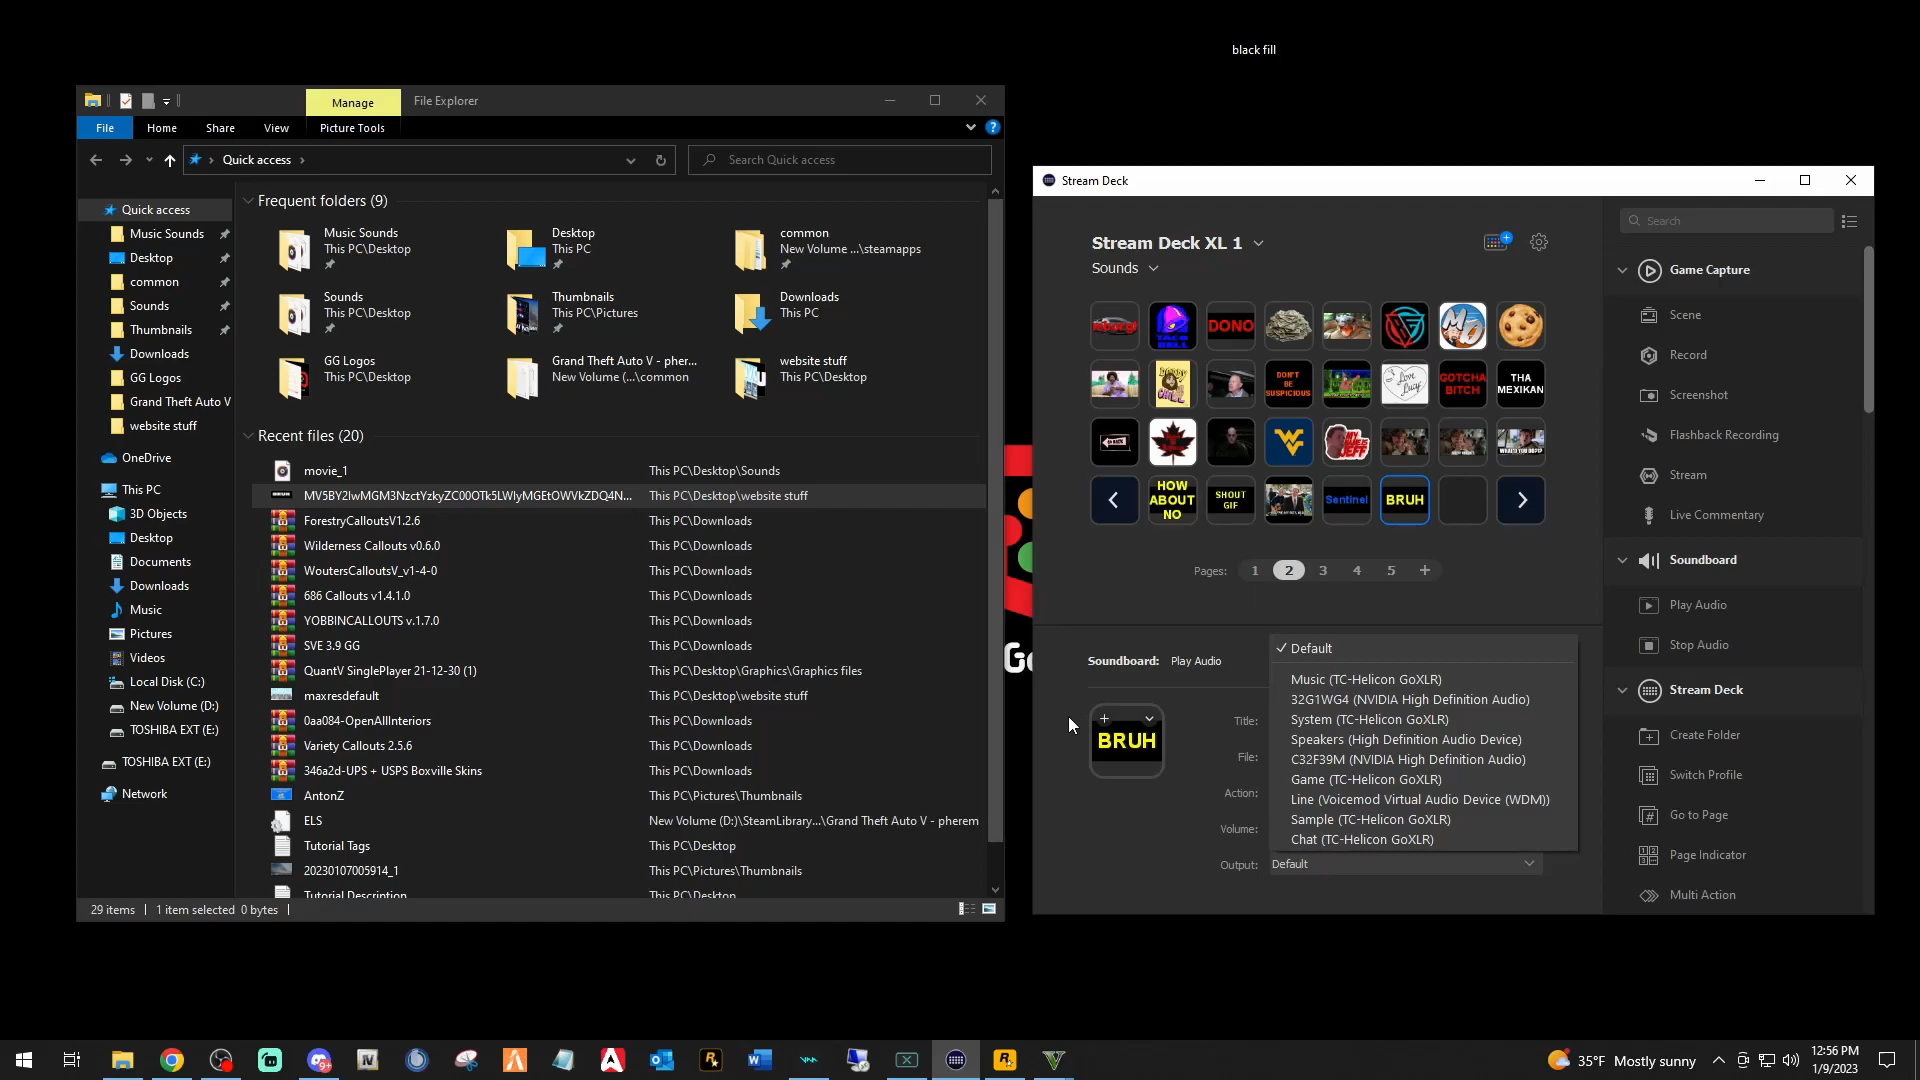 black fill
Manage
File Explorer
File
Home
Share
View
Picture Tools
Quick access
Search Quick access
Quick access
Music Sounds
Desktop
common
Sounds
Thumbnails
Downloads
GG Logos
Grand Theft Auto V
website stuff
OneDrive
This PC
3D Objects
Desktop
Documents
Downloads
Music
Pictures
Videos
Local Disk (C:)
New Volume (D:)
TOSHIBA EXT (E:)
TOSHIBA EXT (E:)
Network
Frequent folders (9)
Music Sounds
This PC\Desktop
Desktop
This PC
common
New Volume ...\steamapps
Sounds
This PC\Desktop
Thumbnails
This PC\Pictures
Downloads
This PC
GG Logos
This PC\Desktop
Grand Theft Auto V - pher...
New Volume (...\common
website stuff
This PC\Desktop
Recent files (20)
movie_1 This PC\Desktop\Sounds
MV5BY2IwMGM3NzctYzkyZC00OTk5LWIyMGEtOWVkZDQ4N... This PC\Desktop\website stuff
ForestryCalloutsV1.2.6 This PC\Downloads
Wilderness Callouts v0.6.0 This PC\Downloads
WoutersCalloutsV_v1-4-0 This PC\Downloads
686 Callouts v1.4.1.0 This PC\Downloads
YOBBINCALLOUTS v.1.7.0 This PC\Downloads
SVE 3.9 GG This PC\Downloads
QuantV SinglePlayer 21-12-30 (1) This PC\Desktop\Graphics\Graphics files
maxresdefault This PC\Desktop\website stuff
0aa084-OpenAllInteriors This PC\Downloads
Variety Callouts 2.5.6 This PC\Downloads
346a2d-UPS + USPS Boxville Skins This PC\Downloads
AntonZ This PC\Pictures\Thumbnails
ELS New Volume (D:)\SteamLibrary...\Grand Theft Auto V - pherem
Tutorial Tags This PC\Desktop
20230107005914_1 This PC\Pictures\Thumbnails
Tutorial Description This PC\Desktop
29 items
1 item selected 0 bytes
Go
Stream Deck
Stream Deck XL 1
Sounds
TACO BELL
DONO
DON'T BE SUSPICIOUS
Love Lucy
GOTCHA BITCH
THA MEXIKAN
MY NAMES JEFF
HOW ABOUT NO
SHOUT GIF
Sentinel
BRUH
Pages: 1 2 3 4 5 +
Soundboard: Play Audio
BRUH
Title:
File:
Action:
Volume:
Output: Default
Default
Music (TC-Helicon GoXLR)
32G1WG4 (NVIDIA High Definition Audio)
System (TC-Helicon GoXLR)
Speakers (High Definition Audio Device)
C32F39M (NVIDIA High Definition Audio)
Game (TC-Helicon GoXLR)
Line (Voicemod Virtual Audio Device (WDM))
Sample (TC-Helicon GoXLR)
Chat (TC-Helicon GoXLR)
Search
Game Capture
Scene
Record
Screenshot
Flashback Recording
Stream
Live Commentary
Soundboard
Play Audio
Stop Audio
Stream Deck
Create Folder
Switch Profile
Go to Page
Page Indicator
Multi Action
9+
35°F Mostly sunny
12:56 PM
1/9/2023